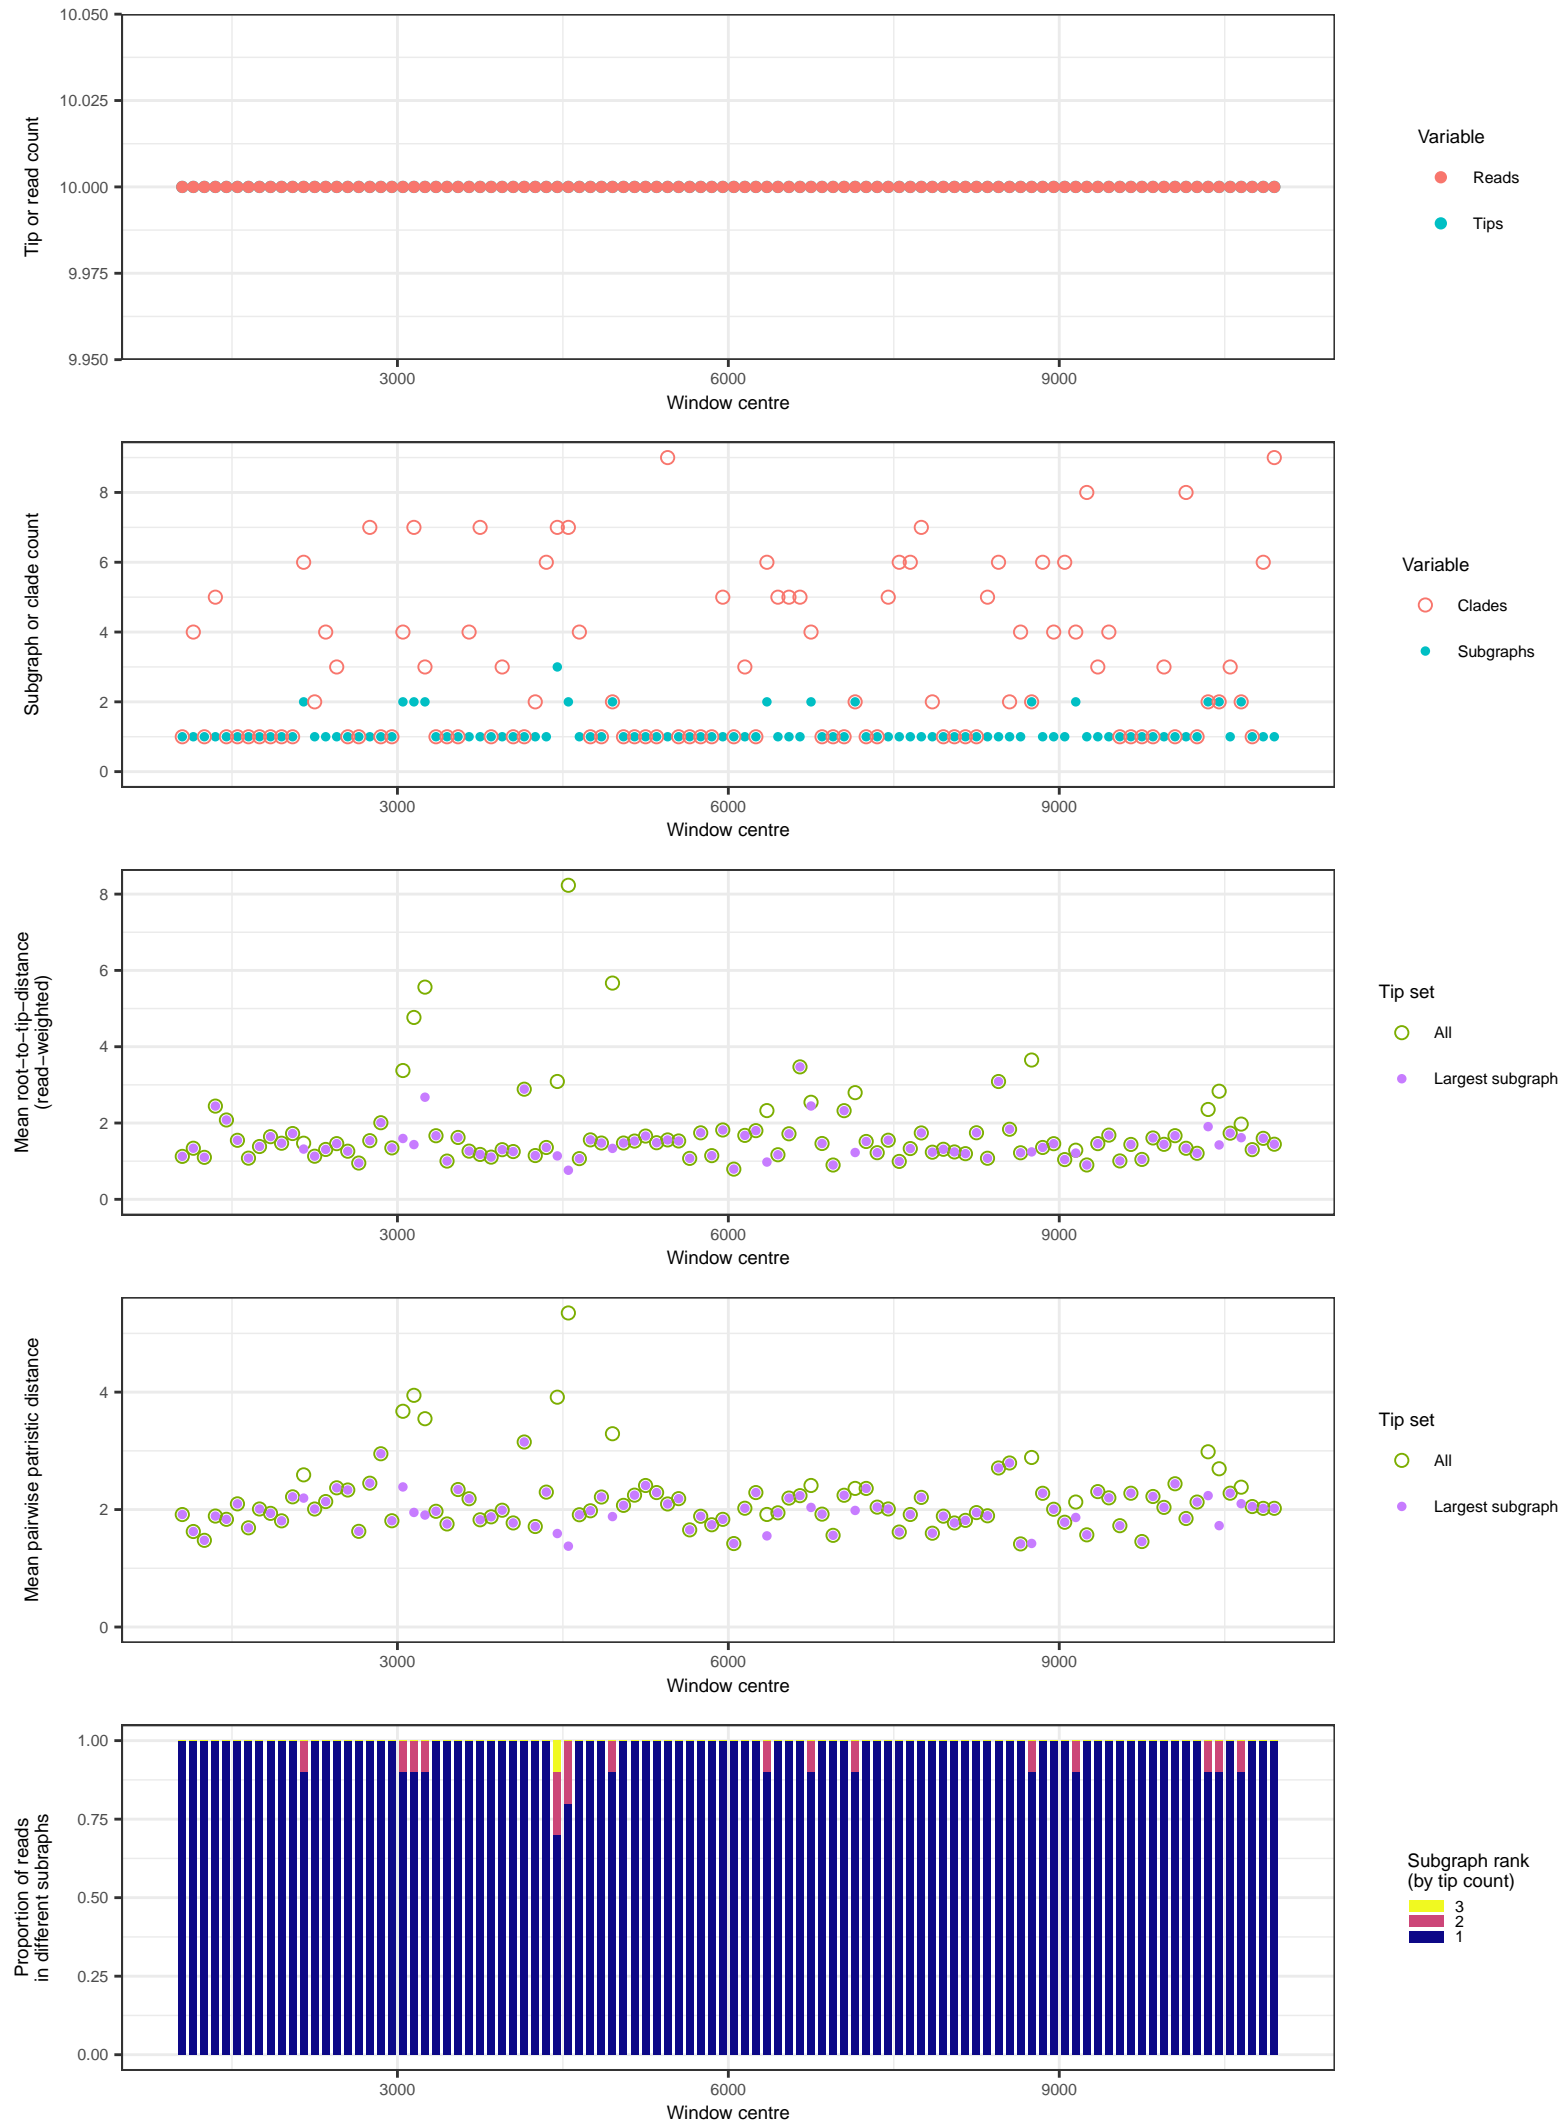 10.050
10.025
10.000
9.975
9.950
Tip or read count
3000 6000 9000
Window centre
Variable
Reads
Tips
8
6
4
2
0
Subgraph or clade count
3000 6000 9000
Window centre
Variable
Clades
Subgraphs
8
6
4
2
0
Mean root−to−tip−distance
(read−weighted)
3000 6000 9000
Window centre
Tip set
All
Largest subgraph
4
2
0
Mean pairwise patristic distance
3000 6000 9000
Window centre
Tip set
All
Largest subgraph
1.00
0.75
0.50
0.25
0.00
Proportion of reads
in different subraphs
3000 6000 9000
Window centre
Subgraph rank
(by tip count)
3
2
1